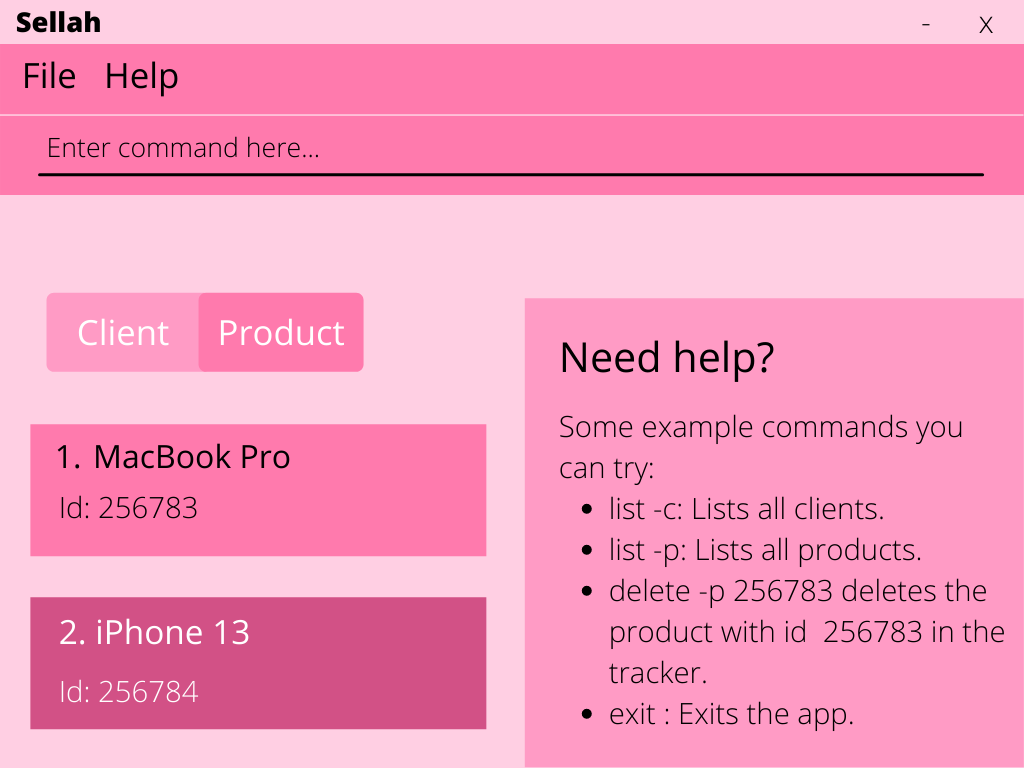 Sellah
- X
File Help
Enter command here...
Client Product
1. MacBook Pro
Id: 256783
2. iPhone 13
Id: 256784
Need help?
Some example commands you
can try:
• list -c: Lists all clients.
• list -p: Lists all products.
• delete -p 256783 deletes the
product with id  256783 in the
tracker.
• exit : Exits the app.